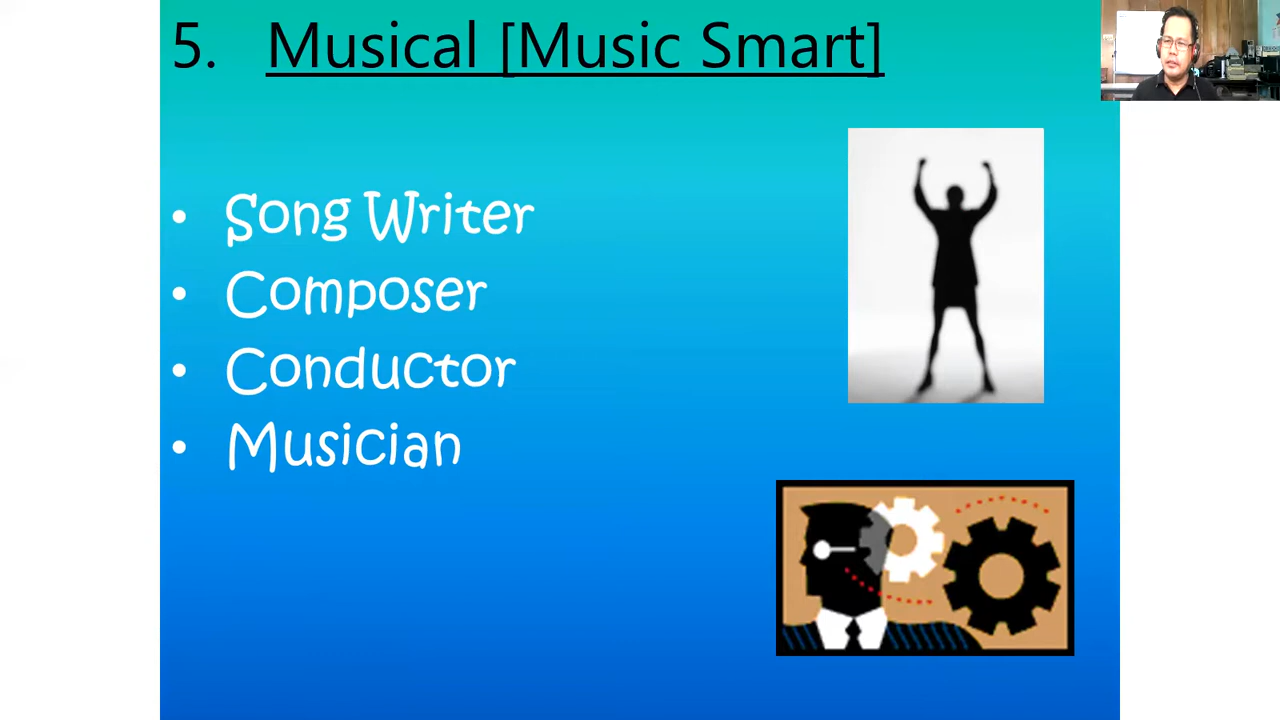 5. Musical [Music Smart]
• Song Writer
• Composer
• Conductor
• Musician